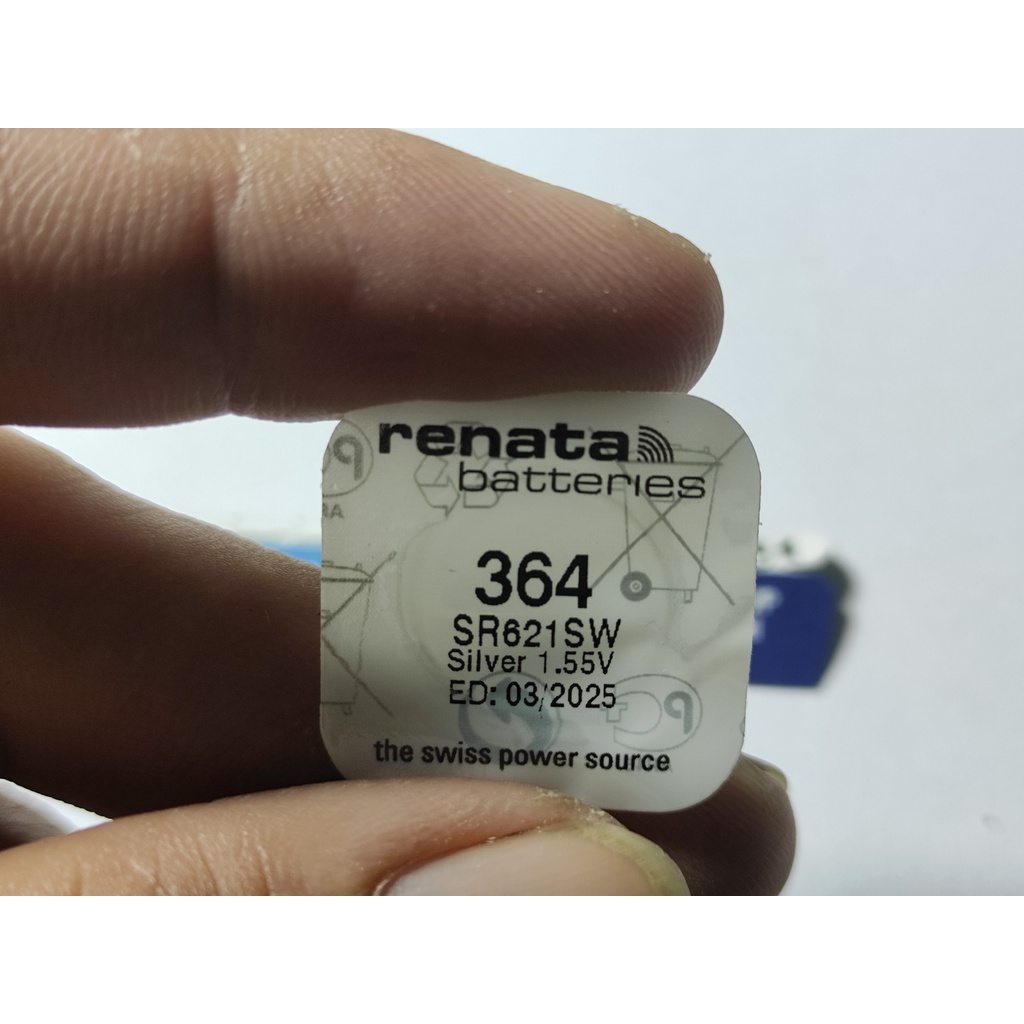 renata
batteries
364
SR621SW
Silver 1.55V
ED: 03/2025
the swiss power source